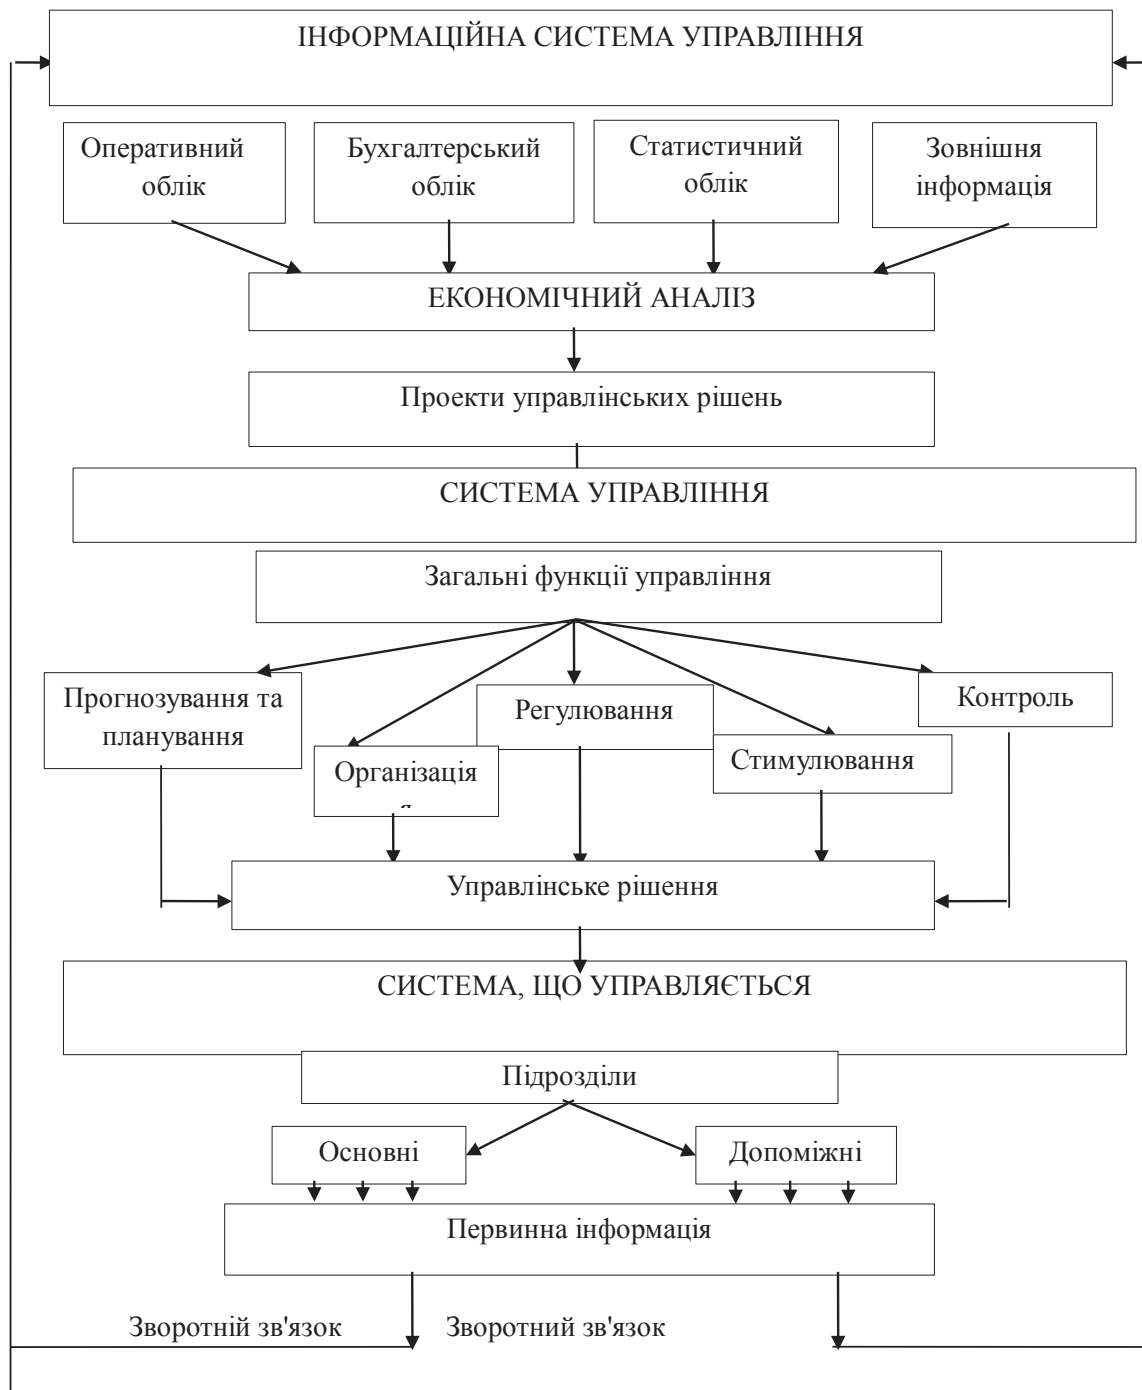 ІНФОРМАЦІЙНА СИСТЕМА УПРАВЛІННЯ
Оперативний
облік
Бухгалтерський
облік
Статистичний
облік
Зовнішня
інформація
ЕКОНОМІЧНИЙ АНАЛІЗ
Проекти управлінських рішень
СИСТЕМА УПРАВЛІННЯ
Загальні функції управління
Прогнозування та
планування
Організація
Регулювання
Стимулювання
Контроль
Управлінське рішення
СИСТЕМА, ЩО УПРАВЛЯЄТЬСЯ
Підрозділи
Основні
Допоміжні
Первинна інформація
Зворотній зв'язок
Зворотний зв'язок